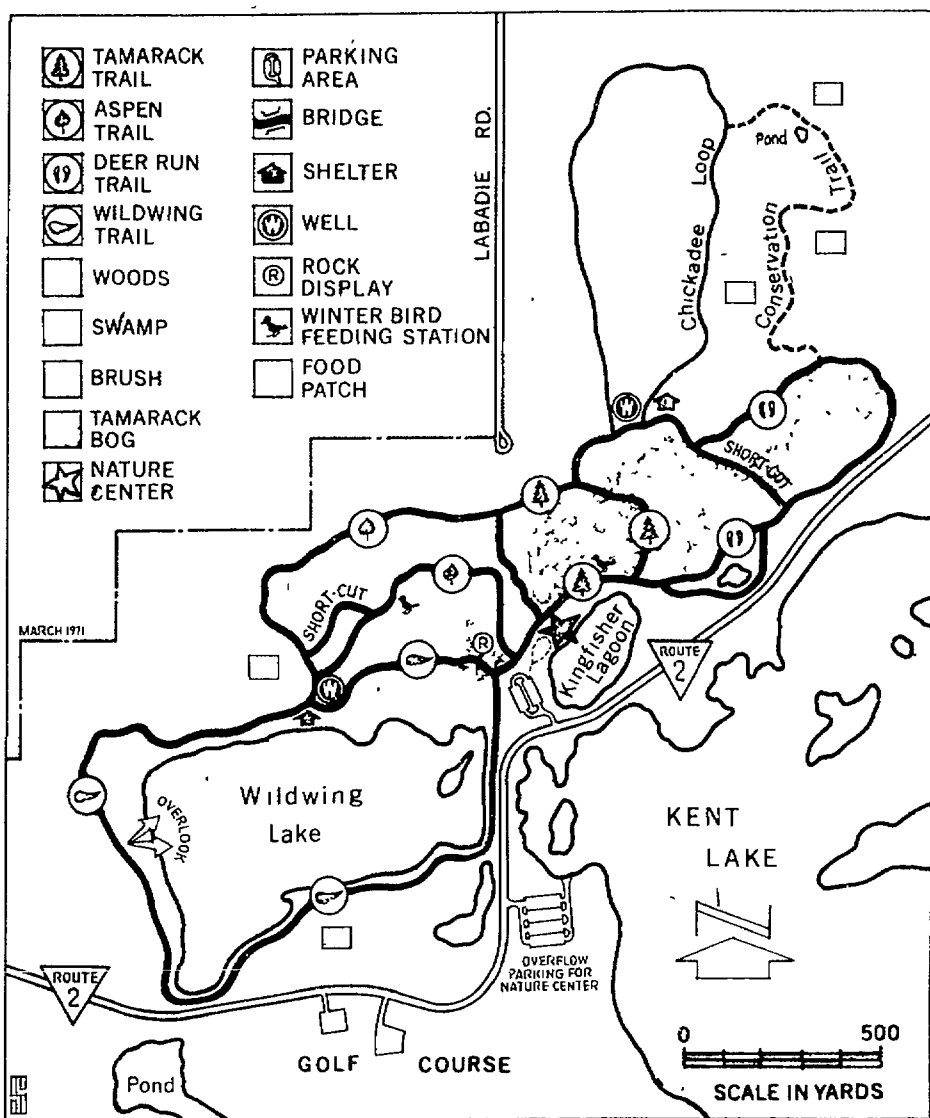 TAMARACK
TRAIL
ASPEN
TRAIL
DEER RUN
TRAIL
WILDWING
TRAIL
WOODS
SWAMP
BRUSH
TAMARACK
BOG
NATURE
CENTER
PARKING
AREA
BRIDGE
SHELTER
W
WELL
R
ROCK
DISPLAY
WINTER BIRD
FEEDING STATION
FOOD
PATCH
LABADIE RD.
Pond
Chickadee Loop
Conservation Trail
W
SHORT-CUT
SHORT-CUT
MARCH 1971
R
W
Kingfisher
Lagoon
ROUTE
2
OVERLOOK
Wildwing
Lake
KENT
LAKE
N
OVERFLOW
PARKING FOR
NATURE CENTER
ROUTE
2
GOLF COURSE
Pond
0 500
SCALE IN YARDS